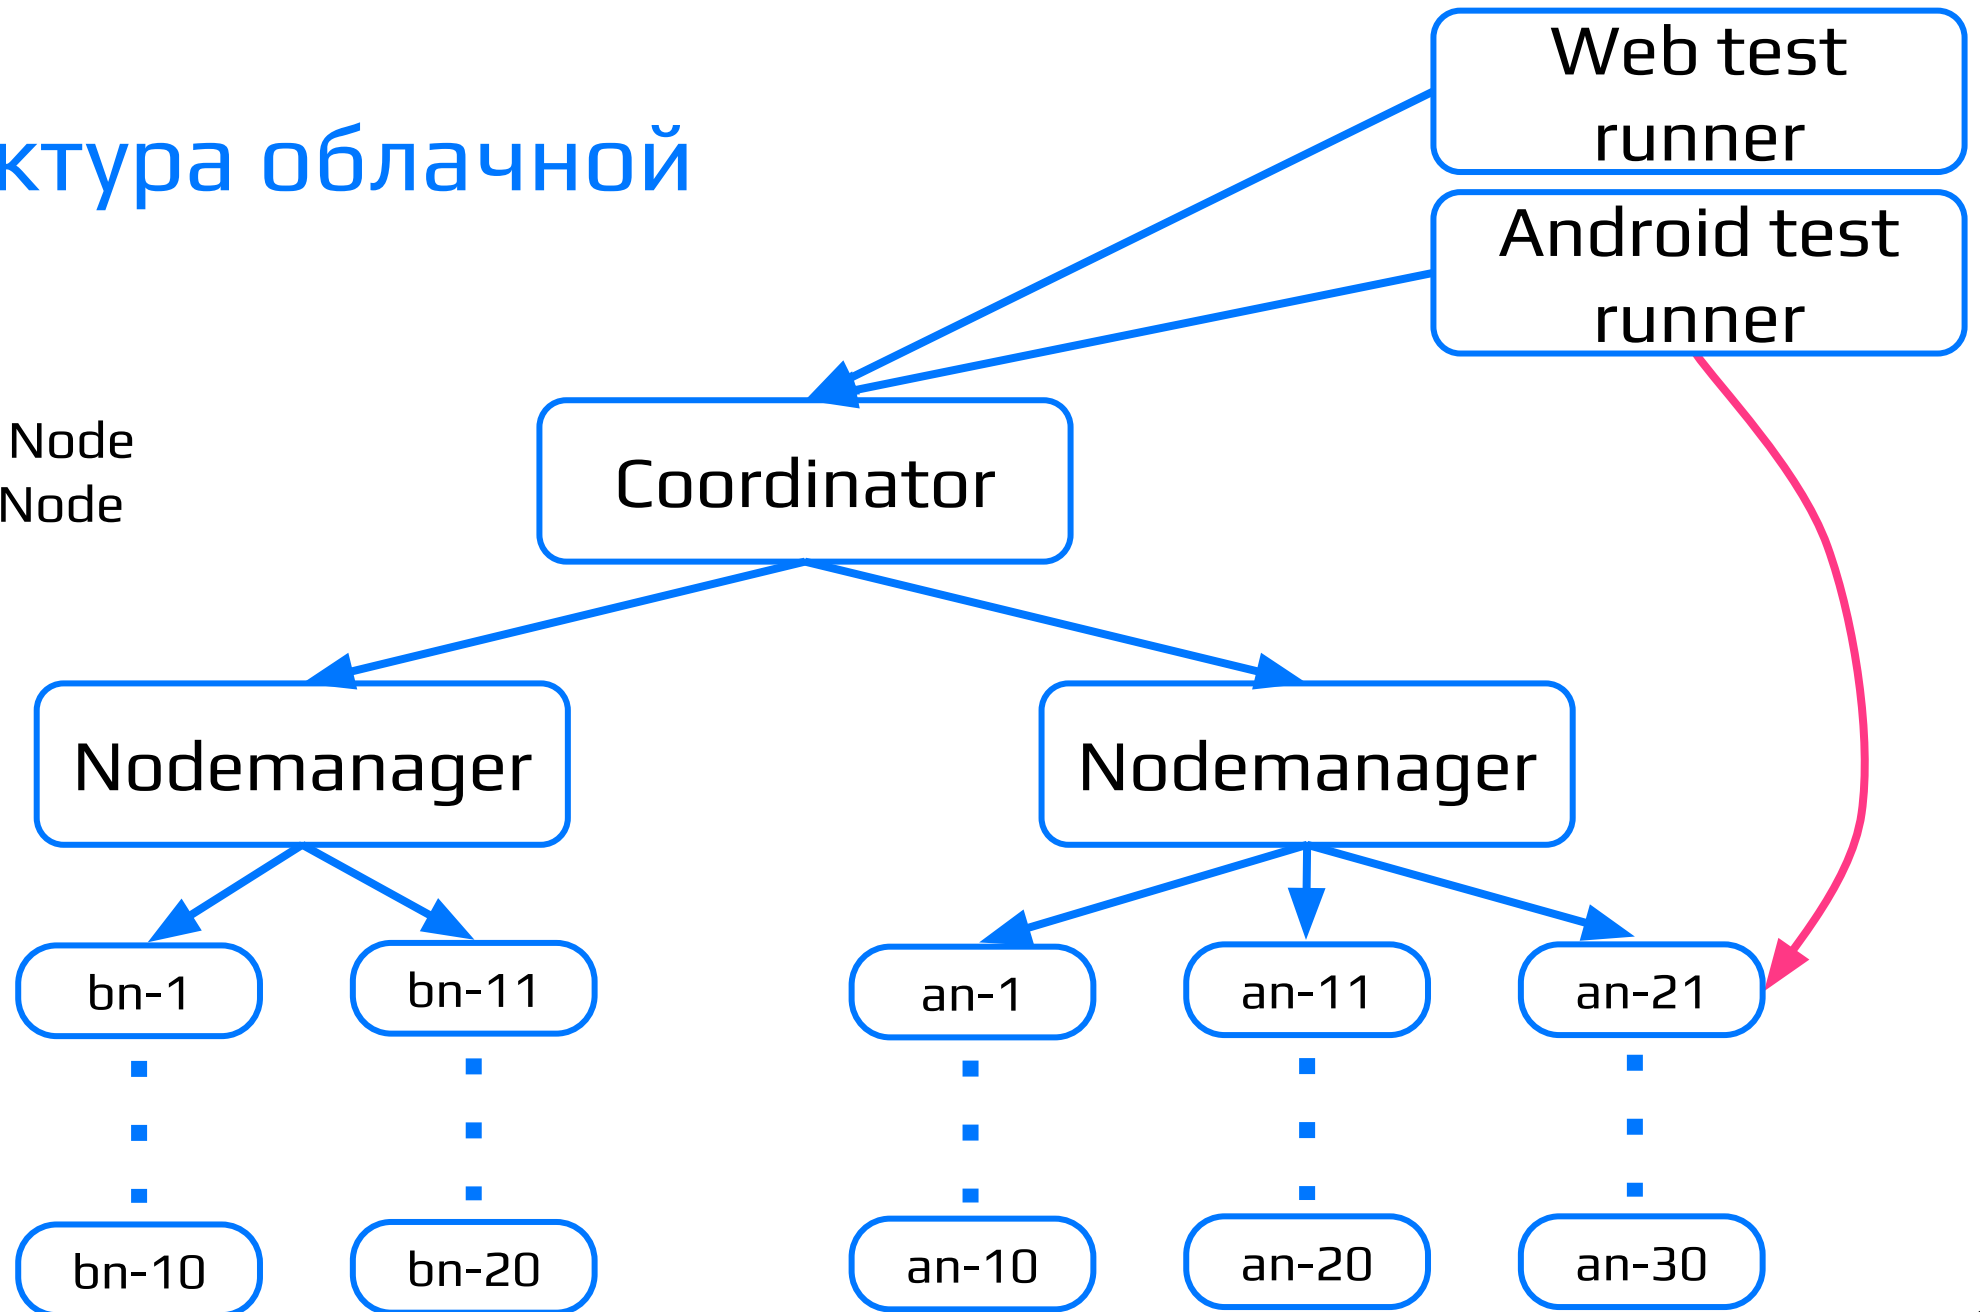 Web test
runner
ктура облачной
Android test
runner
Node
Node
Coordinator
Nodemanager
Nodemanager
bn-1
bn-11
an-1
an-11
an-21
bn-10
bn-20
an-10
an-20
an-30